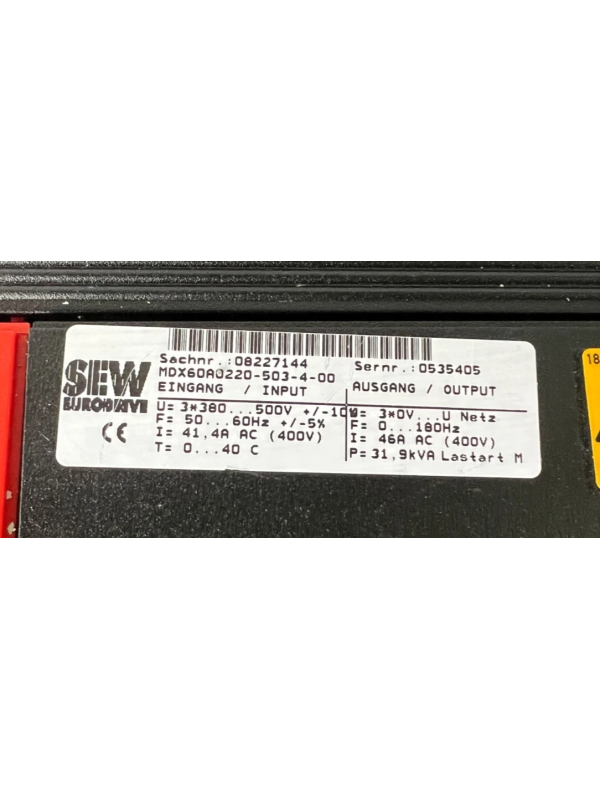 Sachnr.:08227144
Sernr.:0535405
MDX60A0220-503-4-00
EINGANG / INPUT
AUSGANG / OUTPUT
SEW
EURODRIVE
CE
U= 3*380...500V +/-10%
F= 50...60Hz +/-5%
I= 41,4A AC (400V)
T= 0...40 C
U= 3*0V...U Netz
F= 0...180Hz
I= 46A AC (400V)
P= 31,9kVA Lastart M
18